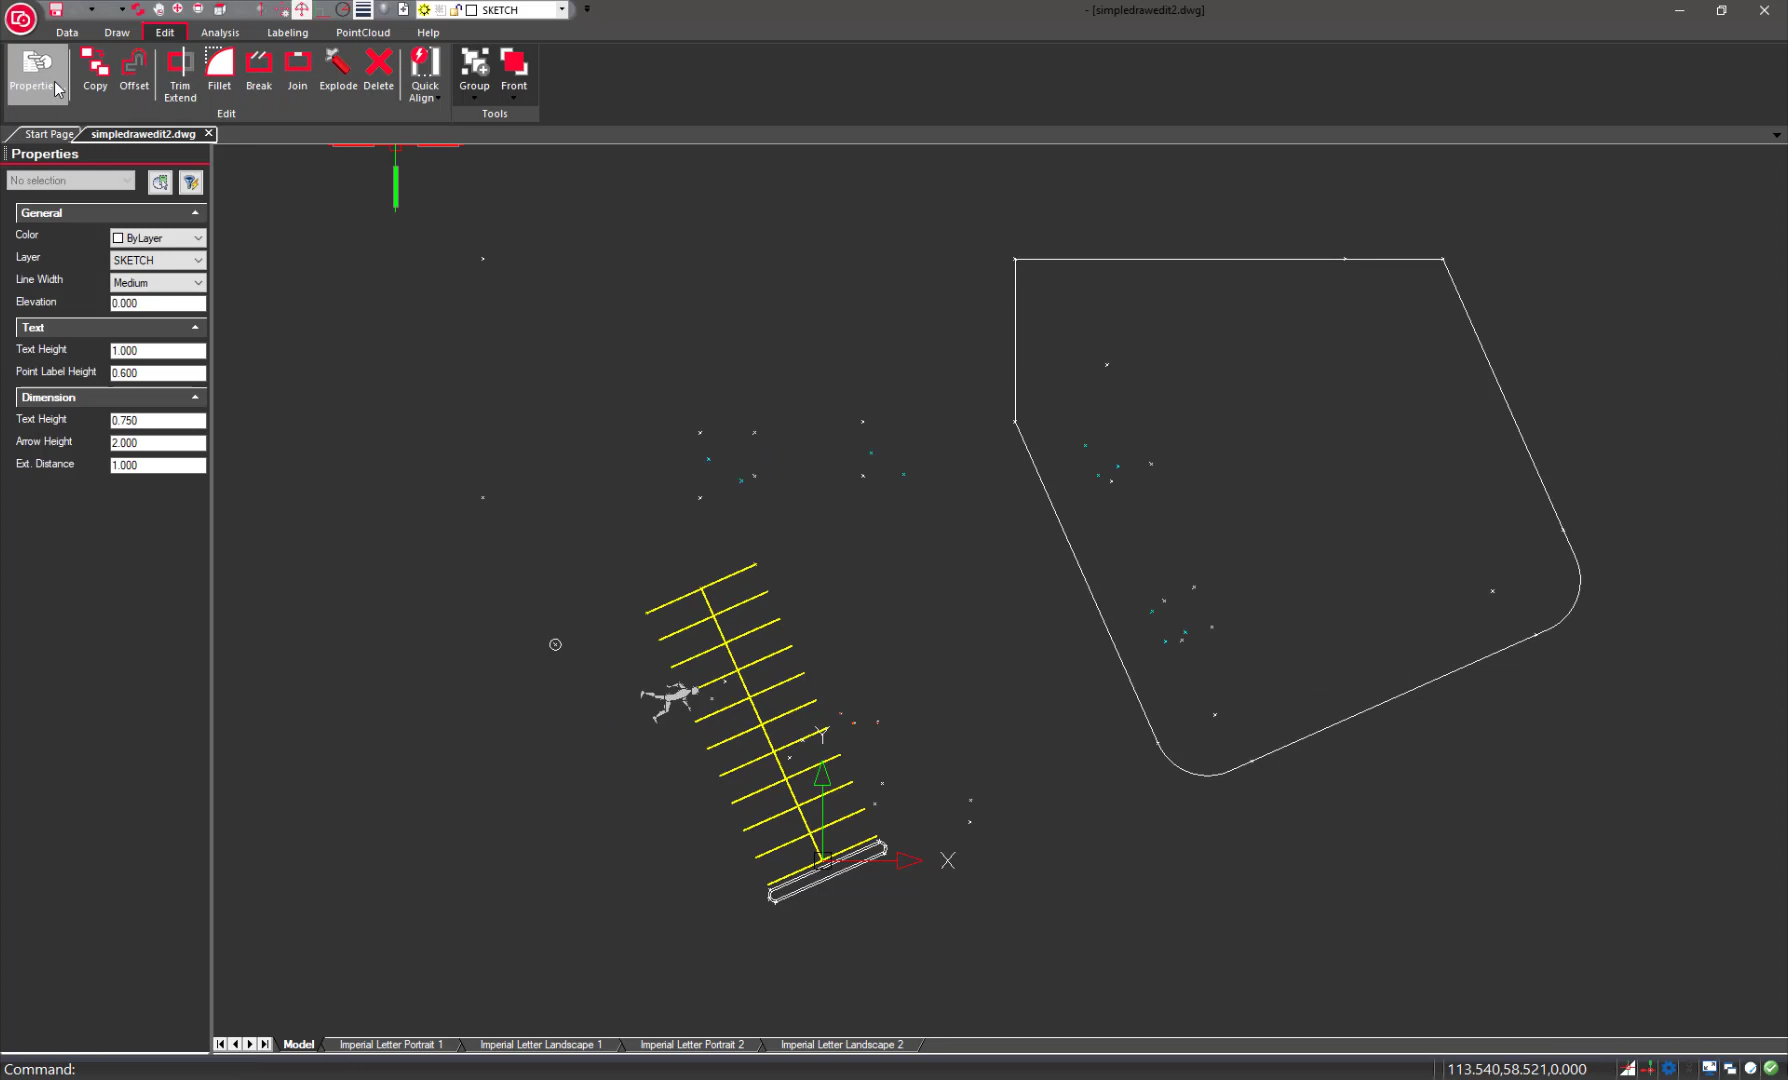 SKETCH
- [simpledrawedit2.dwg]
Data Draw Edit Analysis Labeling PointCloud Help
Copy Offset Trim Extend Fillet Break Join Explode Delete Quick Align Group Front
Edit Tools
Start Page simpledrawedit2.dwg
Properties
No selection
General
Color ByLayer
Layer SKETCH
Line Width Medium
Elevation 0.000
Text
Text Height 1.000
Point Label Height 0.600
Dimension
Text Height 0.750
Arrow Height 2.000
Ext. Distance 1.000
Y
X
Model Imperial Letter Portrait 1 Imperial Letter Landscape 1 Imperial Letter Portrait 2 Imperial Letter Landscape 2
Command: 113.540,58.521,0.000